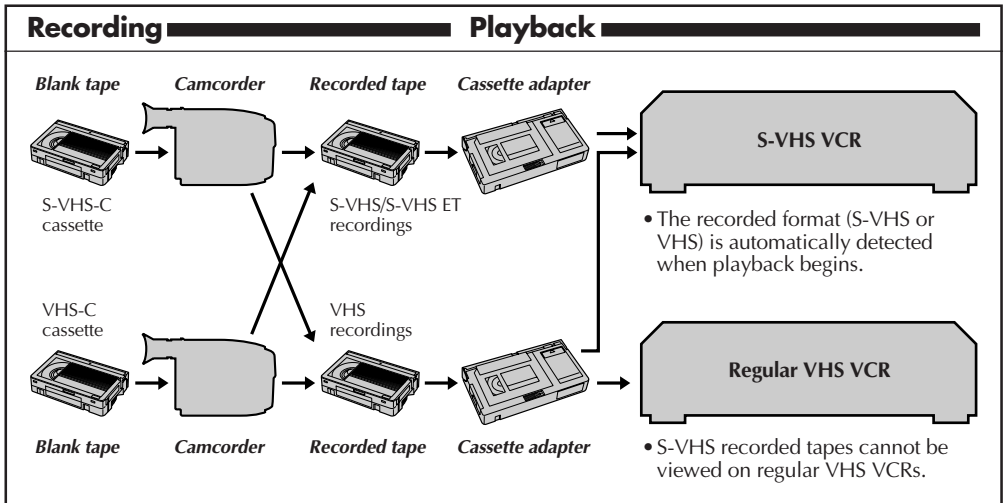 Recording
Playback
Blank tape
Camcorder
Recorded tape
Cassette adapter
S-VHS-C
cassette
S-VHS/S-VHS ET
recordings
S-VHS VCR
• The recorded format (S-VHS or
VHS) is automatically detected
when playback begins.
VHS-C
cassette
VHS
recordings
Regular VHS VCR
Blank tape
Camcorder
Recorded tape
Cassette adapter
• S-VHS recorded tapes cannot be
viewed on regular VHS VCRs.